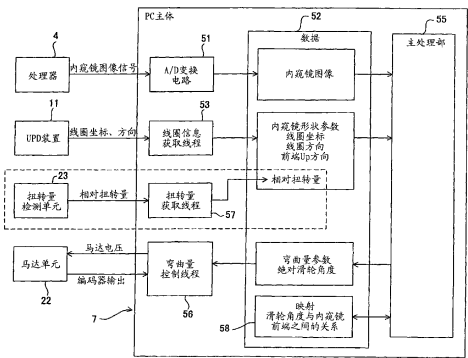 PC主体
52
55
4
51
数据
主处理部
处理器
内窥镜图像信号
A/D变换
电路
内窥镜图像
11
53
UPD装置
线圈坐标、方向
线圈信息
获取线程
内窥镜形状参数
线圈坐标
线圈方向
前端Up方向
23
扭转量
检测单元
相对扭转量
扭转量
获取线程
相对扭转量
57
马达单元
马达电压
编码器输出
弯曲量
控制线程
弯曲量参数
绝对滑轮角度
22
7
56
58
映射
滑轮角度与内窥镜
前端之间的关系